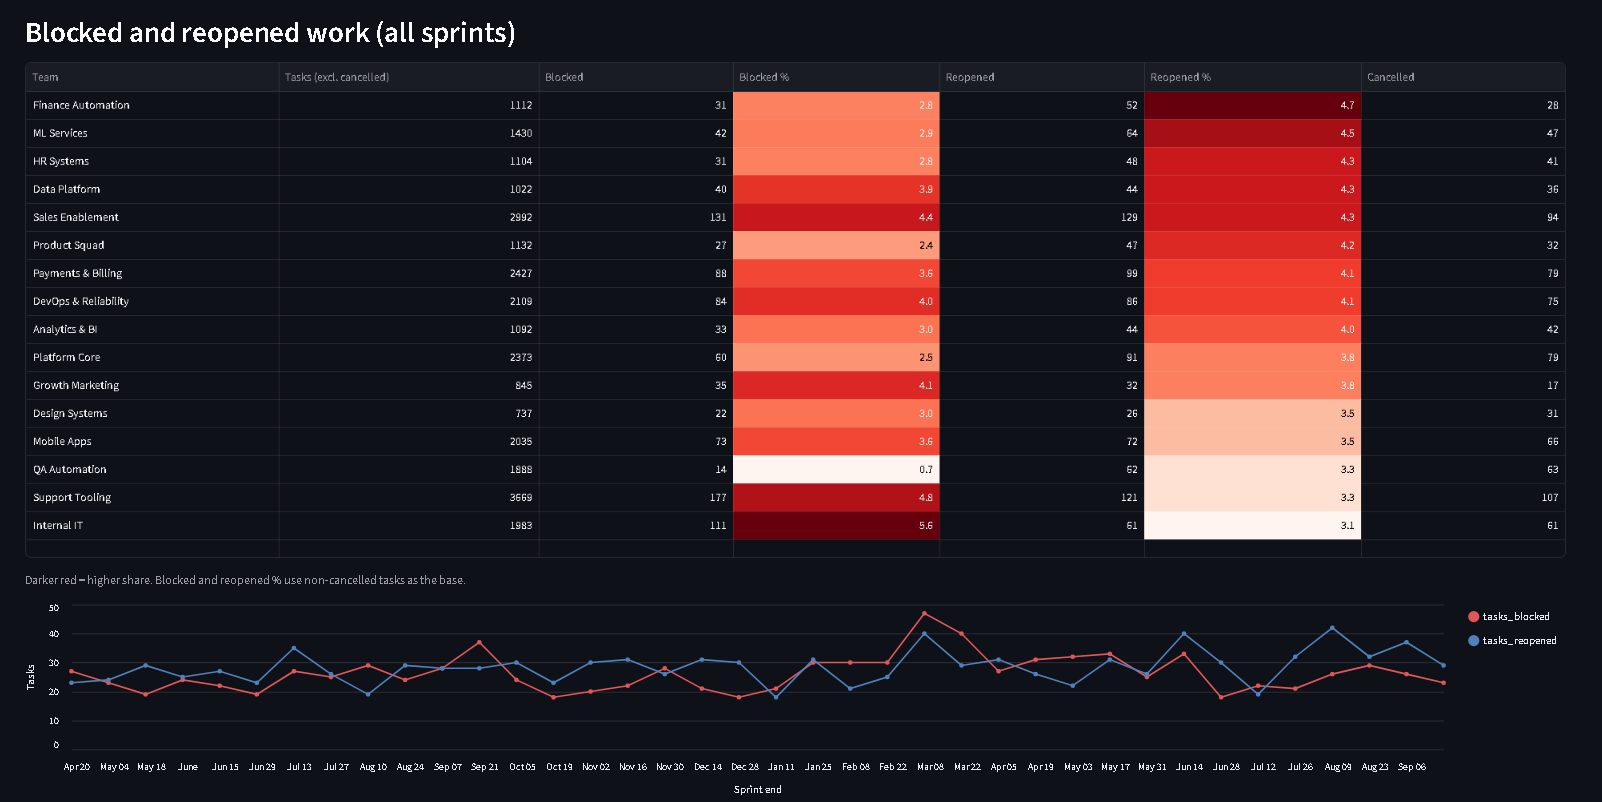 Blocked and reopened work (all sprints)
Team Tasks (excl. cancelled) Blocked Blocked % Reopened Reopened % Cancelled
Finance Automation 1112 31 2.8 52 4.7 28
ML Services 1430 42 2.9 64 4.5 47
HR Systems 1104 31 2.8 48 4.3 41
Data Platform 1022 40 3.9 44 4.3 36
Sales Enablement 2992 131 4.4 129 4.3 94
Product Squad 1132 27 2.4 47 4.2 32
Payments & Billing 2427 88 3.6 99 4.1 79
DevOps & Reliability 2109 84 4.0 86 4.1 75
Analytics & BI 1092 33 3.0 44 4.0 42
Platform Core 2373 60 2.5 91 3.8 79
Growth Marketing 845 35 4.1 32 3.8 17
Design Systems 737 22 3.0 26 3.5 31
Mobile Apps 2035 73 3.6 72 3.5 66
QA Automation 1888 14 0.7 62 3.3 63
Support Tooling 3669 177 4.8 121 3.3 107
Internal IT 1983 111 5.6 61 3.1 61
Darker red = higher share. Blocked and reopened % use non-cancelled tasks as the base.
50
40
30
20
10
0
Tasks
tasks_blocked
tasks_reopened
Apr 20 May 04 May 18 June Jun 15 Jun 29 Jul 13 Jul 27 Aug 10 Aug 24 Sep 07 Sep 21 Oct 05 Oct 19 Nov 02 Nov 16 Nov 30 Dec 14 Dec 28 Jan 11 Jan 25 Feb 08 Feb 22 Mar 08 Mar 22 Apr 05 Apr 19 May 03 May 17 May 31 Jun 14 Jun 28 Jul 12 Jul 26 Aug 09 Aug 23 Sep 06
Sprint end